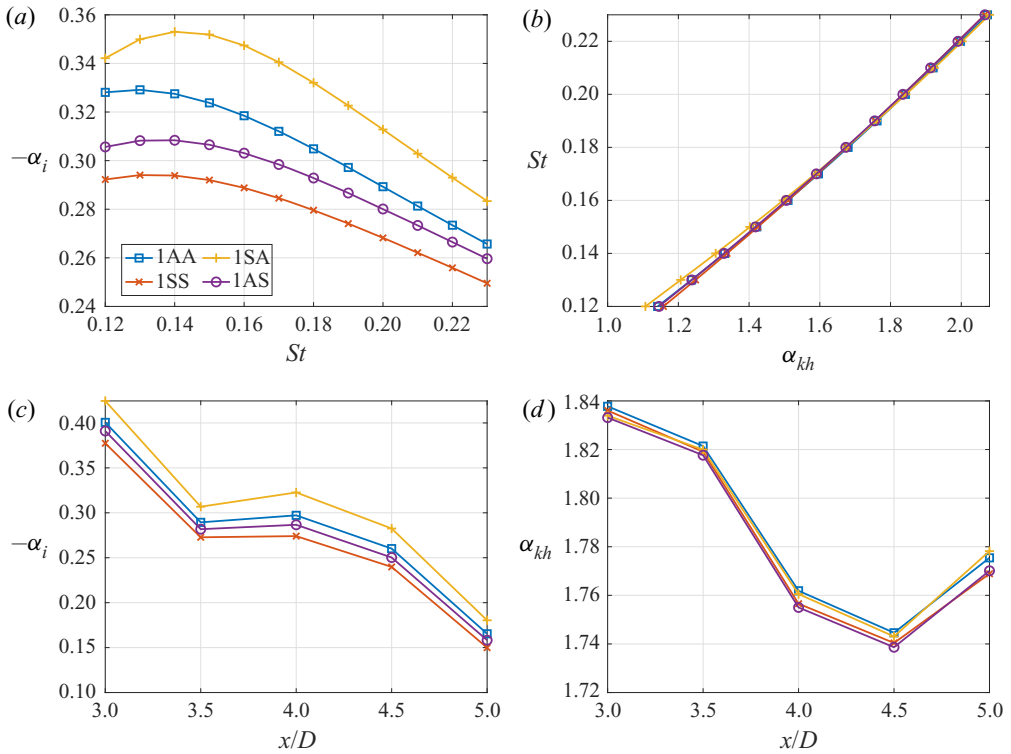 (a)
0.36
0.34
0.32
0.30
0.28
0.26
0.24
−αi
0.12 0.14 0.16 0.18 0.20 0.22
St
1AA 1SA
1SS 1AS
(b)
0.22
0.20
0.18
0.16
0.14
0.12
St
1.0 1.2 1.4 1.6 1.8 2.0
αkh
(c)
0.40
0.35
0.30
0.25
0.20
0.15
0.10
−αi
3.0 3.5 4.0 4.5 5.0
x/D
(d)
1.84
1.82
1.80
1.78
1.76
1.74
1.72
αkh
3.0 3.5 4.0 4.5 5.0
x/D